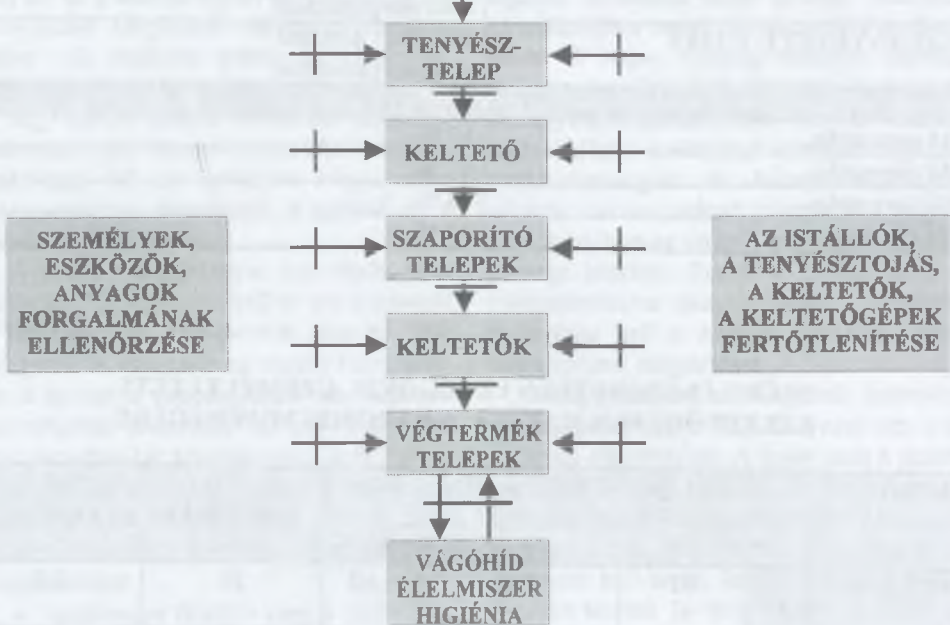 TENYÉSZ-
TELEP
KELTETŐ
SZAPORÍTÓ
TELEPEK
SZEMÉLYEK,
ESZKÖZÖK,
ANYAGOK
FORGALMÁNAK
ELLENŐRZÉSE
AZ ISTÁLLÓK,
A TENYÉSZTOJÁS,
A KELTETŐK,
A KELTETŐGÉPEK
FERTŐTLENÍTÉSE
KELTETŐK
VÉGTERMÉK
TELEPEK
VÁGÓHÍD
ÉLELMISZER
HIGIÉNIA